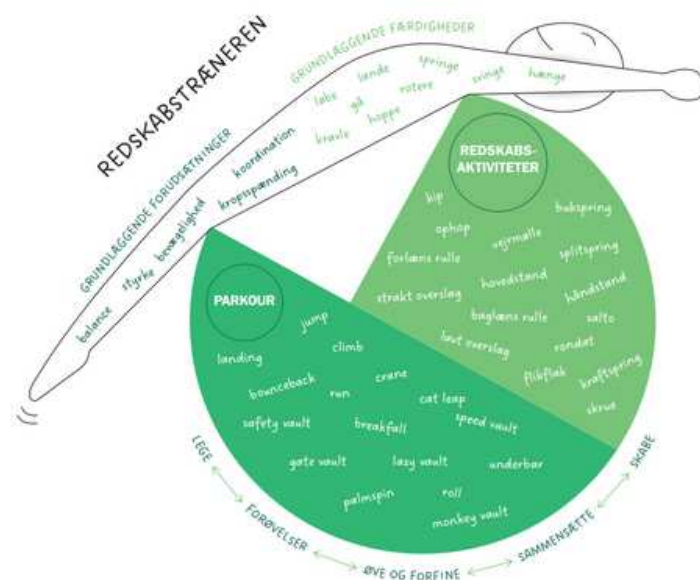 REDSKABSTRÆNEREN
GRUNDLÆGGENDE FORUDSÆTNINGER
balance
styrke
bevægelighed
kropsspænding
koordination
GRUNDLÆGGENDE FÆRDIGHEDER
løbe
lande
springe
svinge
hænge
gå
rotere
kravle
hoppe
REDSKABS-
AKTIVITETER
kip
bukspring
ophop
vejrmølle
splitspring
forlæns rulle
hovedstand
håndstand
strakt overslag
baglæns rulle
salto
lavt overslag
rondat
flikflak
kraftspring
skrue
PARKOUR
jump
landing
climb
bounceback
run
crane
cat leap
safety vault
breakfall
speed vault
gate vault
lazy vault
underbar
palmspin
roll
monkey vault
LEGE
FORØVELSER
ØVE OG FORFINE
SAMMENSÆTTE
SKABE